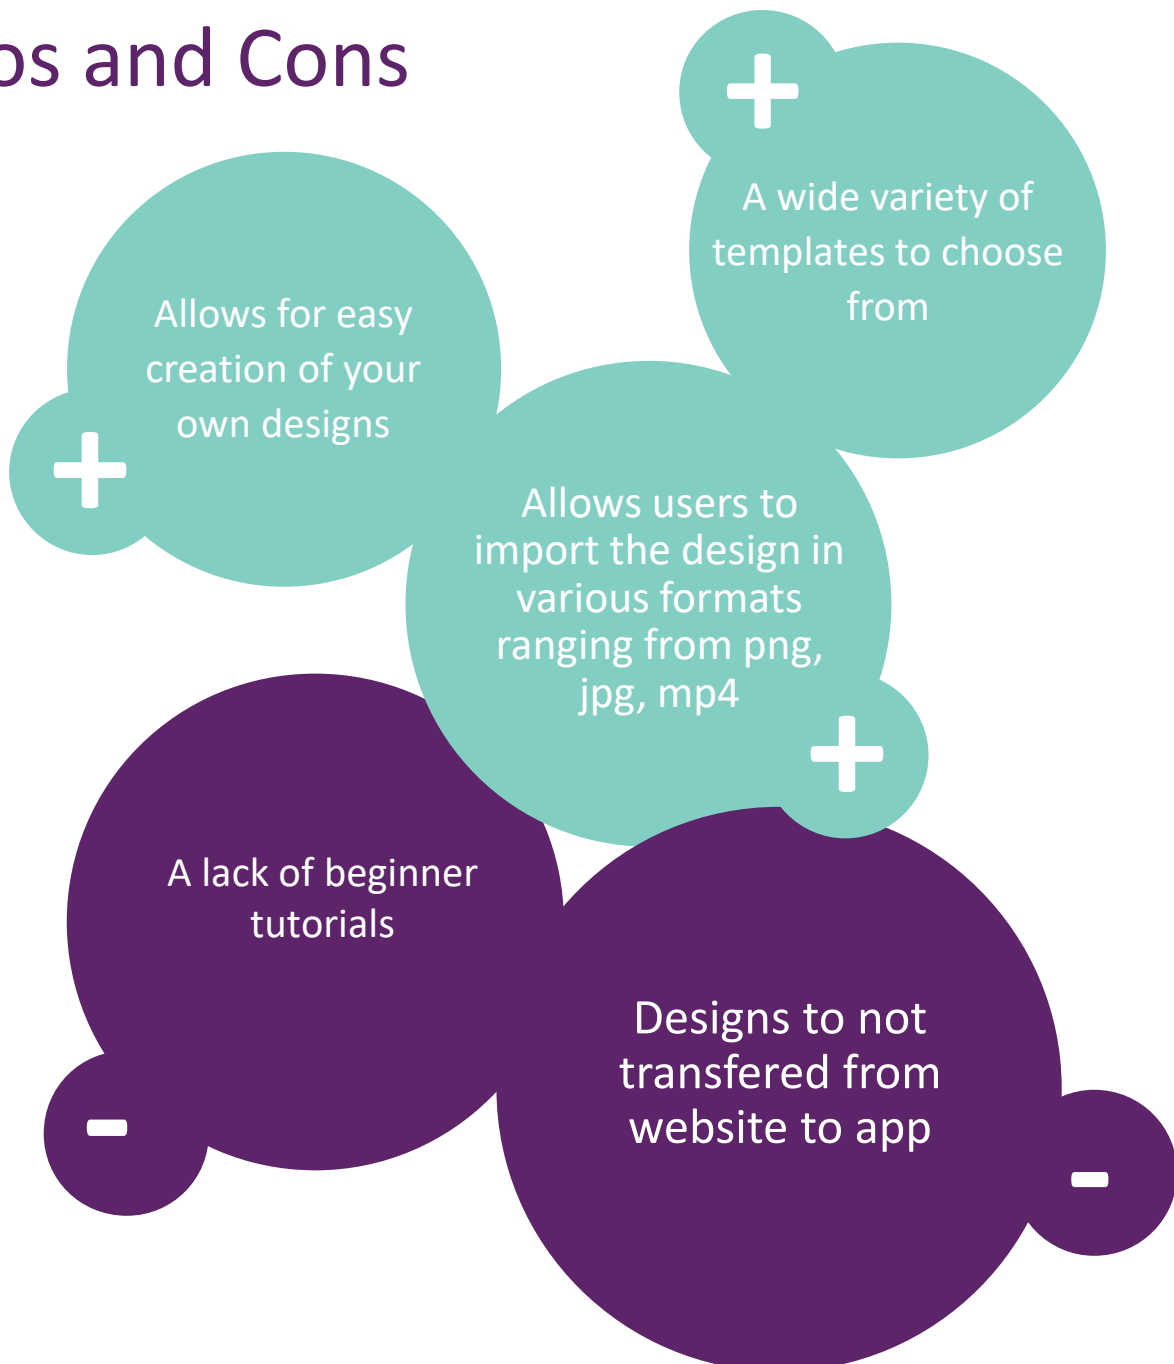 os and Cons
+
A wide variety of
templates to choose
from
Allows for easy
creation of your
own designs
+
Allows users to
import the design in
various formats
ranging from png,
jpg, mp4
+
A lack of beginner
tutorials
-
Designs to not
transfered from
website to app
-